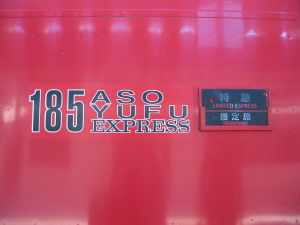 185
ASO
YUFU
EXPRESS
特急
LIMITED EXPRESS
指定席